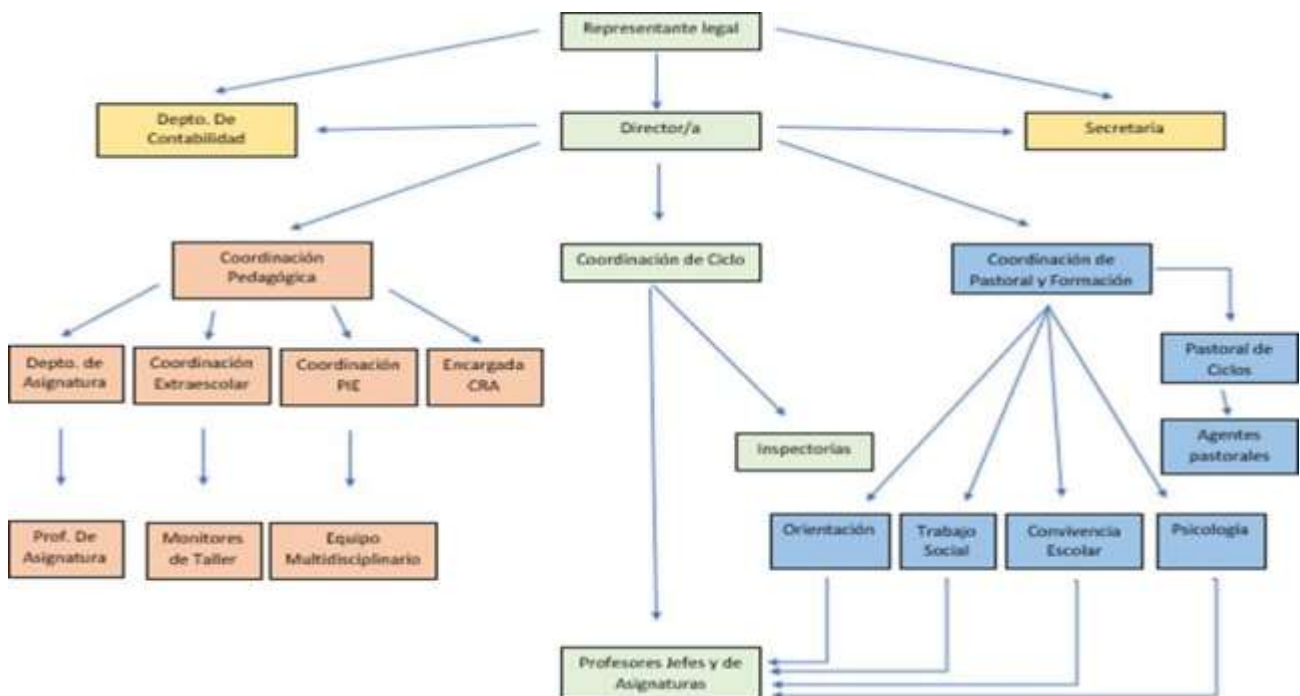 Representante legal
Depto. De
Contabilidad
Director/a
Secretaria
Coordinación
Pedagógica
Coordinación de Ciclo
Coordinación de
Pastoral y Formación
Depto. de
Asignatura
Coordinación
Extraescolar
Coordinación
PIE
Encargada
CRA
Pastoral de
Ciclos
Inspectorías
Agentes
pastorales
Prof. De
Asignatura
Monitores
de Taller
Equipo
Multidisciplinario
Orientación
Trabajo
Social
Convivencia
Escolar
Psicología
Profesores Jefes y de
Asignaturas